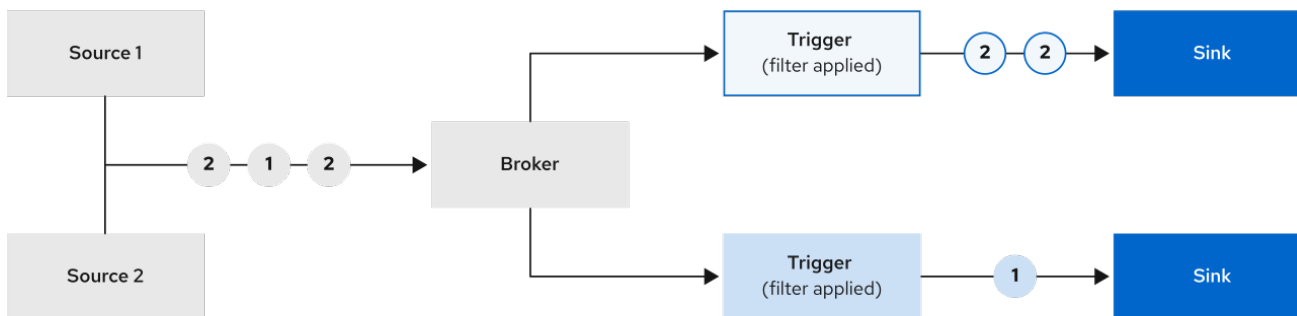 Source 1
Source 2
2 1 2
Broker
Trigger
(filter applied)
2 2
Sink
Trigger
(filter applied)
1
Sink